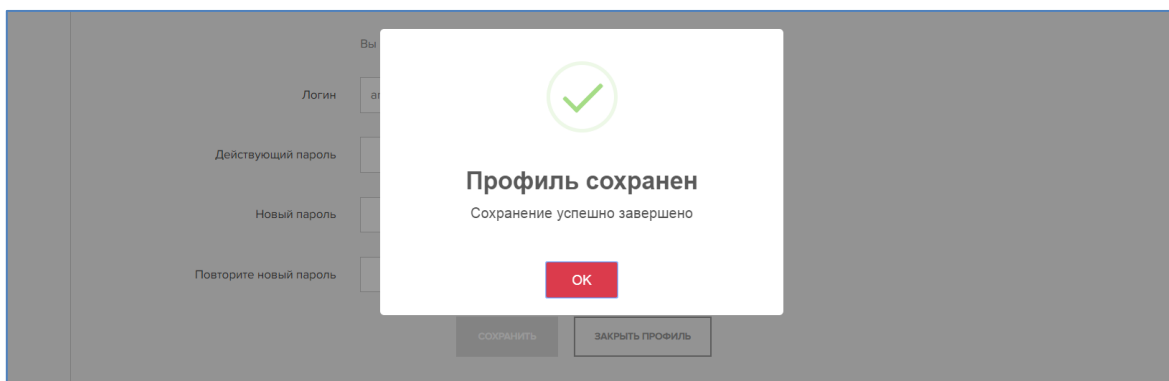 Вы
Логин
Действующий пароль
Профиль сохранен
Новый пароль
Сохранение успешно завершено
Повторите новый пароль
OK
СОХРАНИТЬ
ЗАКРЫТЬ ПРОФИЛЬ